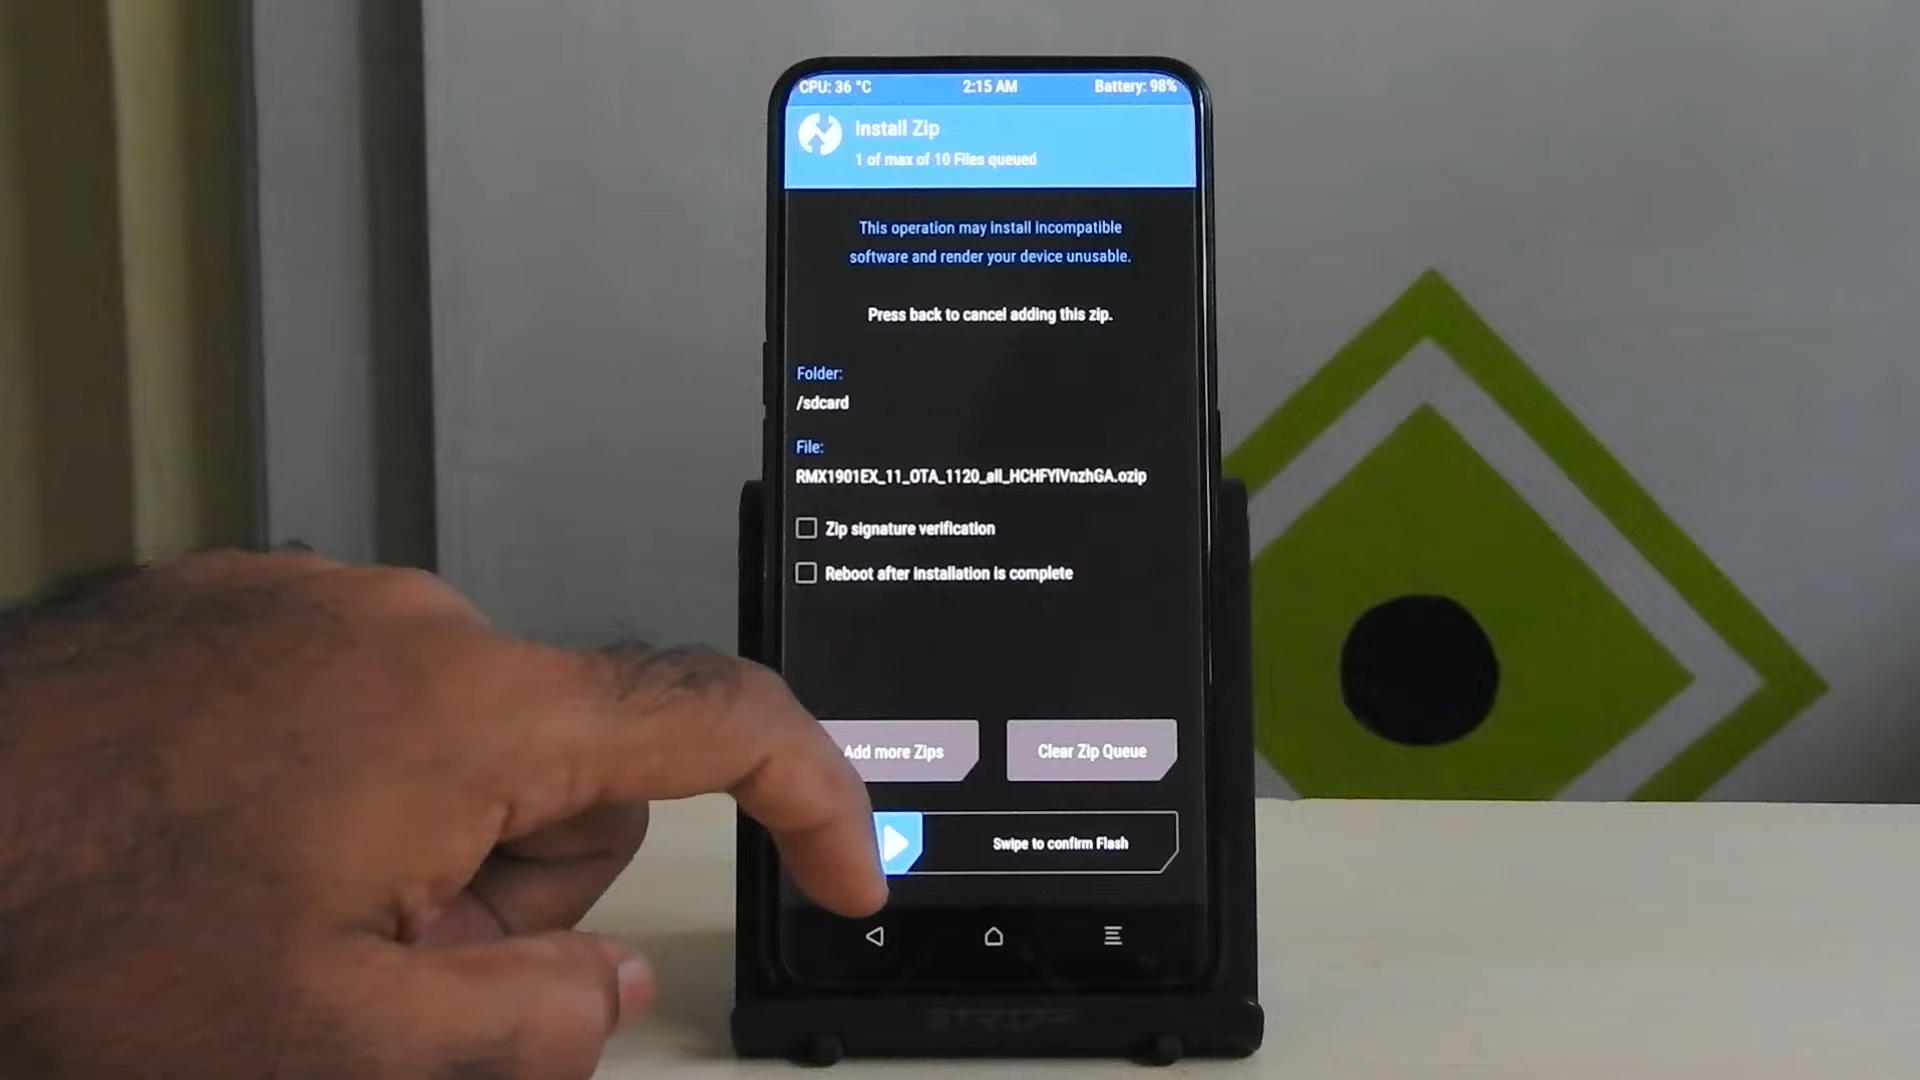 CPU: 36 °C 2:15 AM Battery: 98%
Install Zip
1 of max of 10 Files queued
This operation may install incompatible
software and render your device unusable.
Press back to cancel adding this zip.
Folder:
/sdcard
File:
RMX1901EX_11_OTA_1120_all_HCHFYlVnzhGA.ozip
Zip signature verification
Reboot after installation is complete
Add more Zips Clear Zip Queue
Swipe to confirm Flash